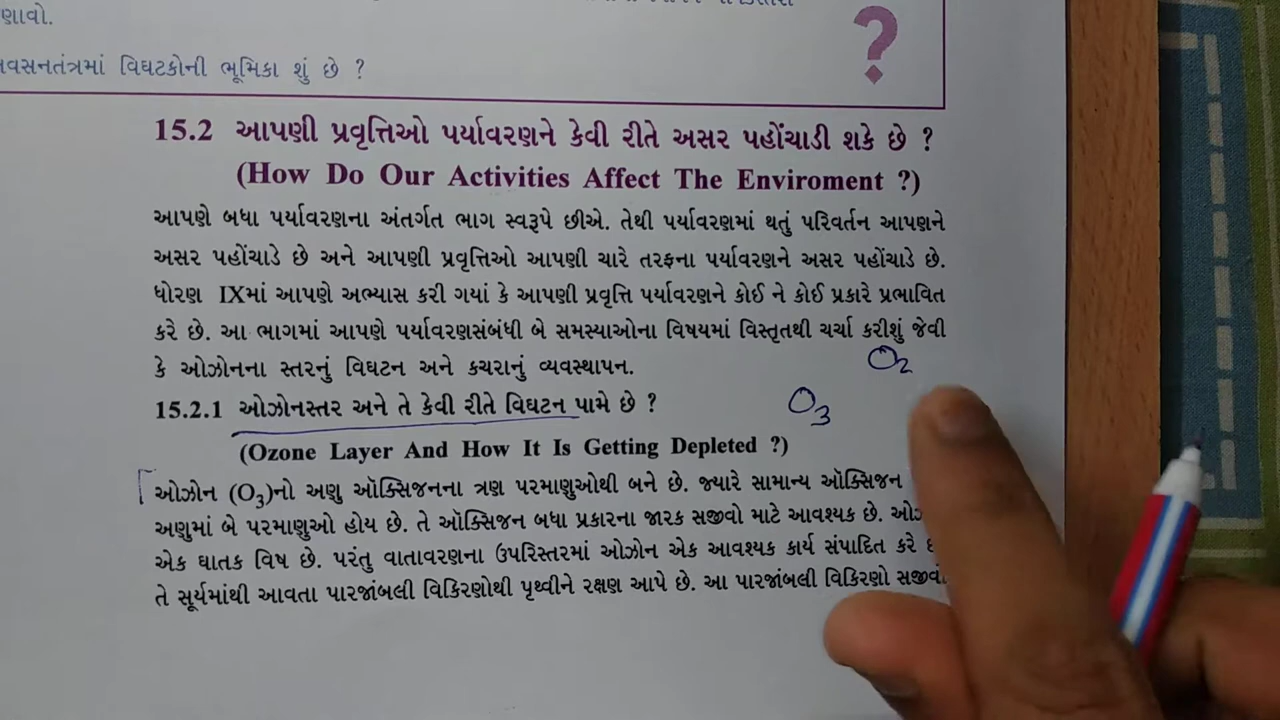 ણાવો.
વસનતંત્રમાં વિઘટકોની ભૂમિકા શું છે ?
?
15.2 આપણી પ્રવૃત્તિઓ પર્યાવરણને કેવી રીતે અસર પહોંચાડી શકે છે ?
(How Do Our Activities Affect The Enviroment ?)
આપણે બધા પર્યાવરણના અંતર્ગત ભાગ સ્વરૂપે છીએ. તેથી પર્યાવરણમાં થતું પરિવર્તન આપણને
અસર પહોંચાડે છે અને આપણી પ્રવૃત્તિઓ આપણી ચારે તરફના પર્યાવરણને અસર પહોંચાડે છે.
ધોરણ IXમાં આપણે અભ્યાસ કરી ગયાં કે આપણી પ્રવૃત્તિ પર્યાવરણને કોઈ ને કોઈ પ્રકારે પ્રભાવિત
કરે છે. આ ભાગમાં આપણે પર્યાવરણસંબંધી બે સમસ્યાઓના વિષયમાં વિસ્તૃતથી ચર્ચા કરીશું જેવી
કે ઓઝોનના સ્તરનું વિઘટન અને કચરાનું વ્યવસ્થાપન.
O2
15.2.1 ઓઝોનસ્તર અને તે કેવી રીતે વિઘટન પામે છે ?
O3
(Ozone Layer And How It Is Getting Depleted ?)
ઓઝોન (O3)નો અણુ ઑક્સિજનના ત્રણ પરમાણુઓથી બને છે. જ્યારે સામાન્ય ઑક્સિજન
અણુમાં બે પરમાણુઓ હોય છે. તે ઑક્સિજન બધા પ્રકારના જારક સજીવો માટે આવશ્યક છે.
એક ઘાતક વિષ છે. પરંતુ વાતાવરણના ઉપરિસ્તરમાં ઓઝોન એક આવશ્યક કાર્ય સંપાદિત કરે
તે સૂર્યમાંથી આવતા પારજાંબલી વિકિરણોથી પૃથ્વીને રક્ષણ આપે છે. આ પારજાંબલી વિકિરણો સજીવો